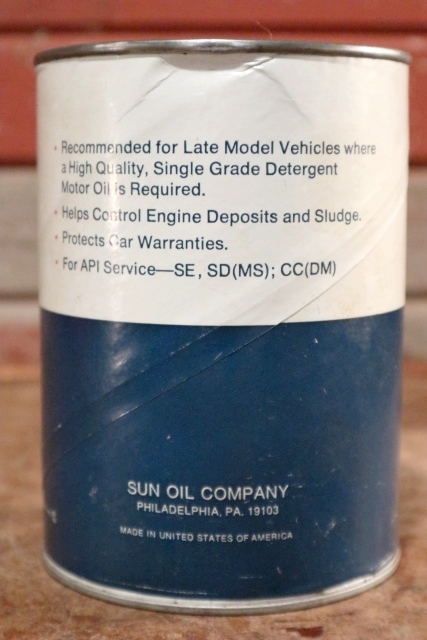 • Recommended for Late Model Vehicles where
a High Quality, Single Grade Detergent
Motor Oil is Required.
• Helps Control Engine Deposits and Sludge.
• Protects Car Warranties.
• For API Service—SE, SD(MS); CC(DM)
SUN OIL COMPANY
PHILADELPHIA, PA. 19103
MADE IN UNITED STATES OF AMERICA